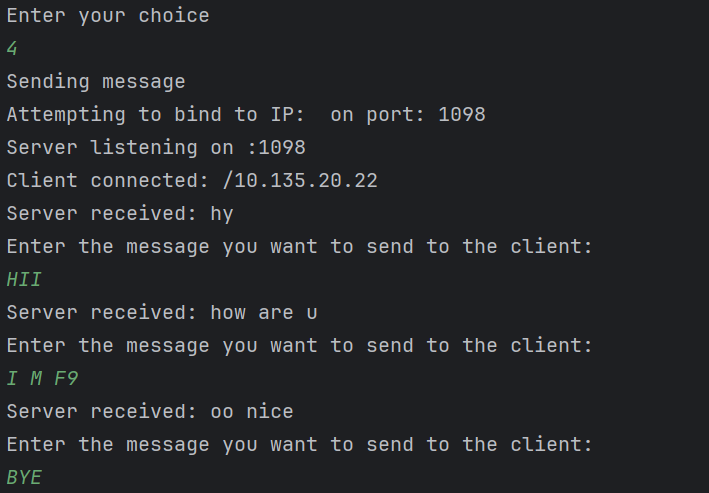 Enter your choice
4
Sending message
Attempting to bind to IP:  on port: 1098
Server listening on :1098
Client connected: /10.135.20.22
Server received: hy
Enter the message you want to send to the client:
HII
Server received: how are u
Enter the message you want to send to the client:
I M F9
Server received: oo nice
Enter the message you want to send to the client:
BYE